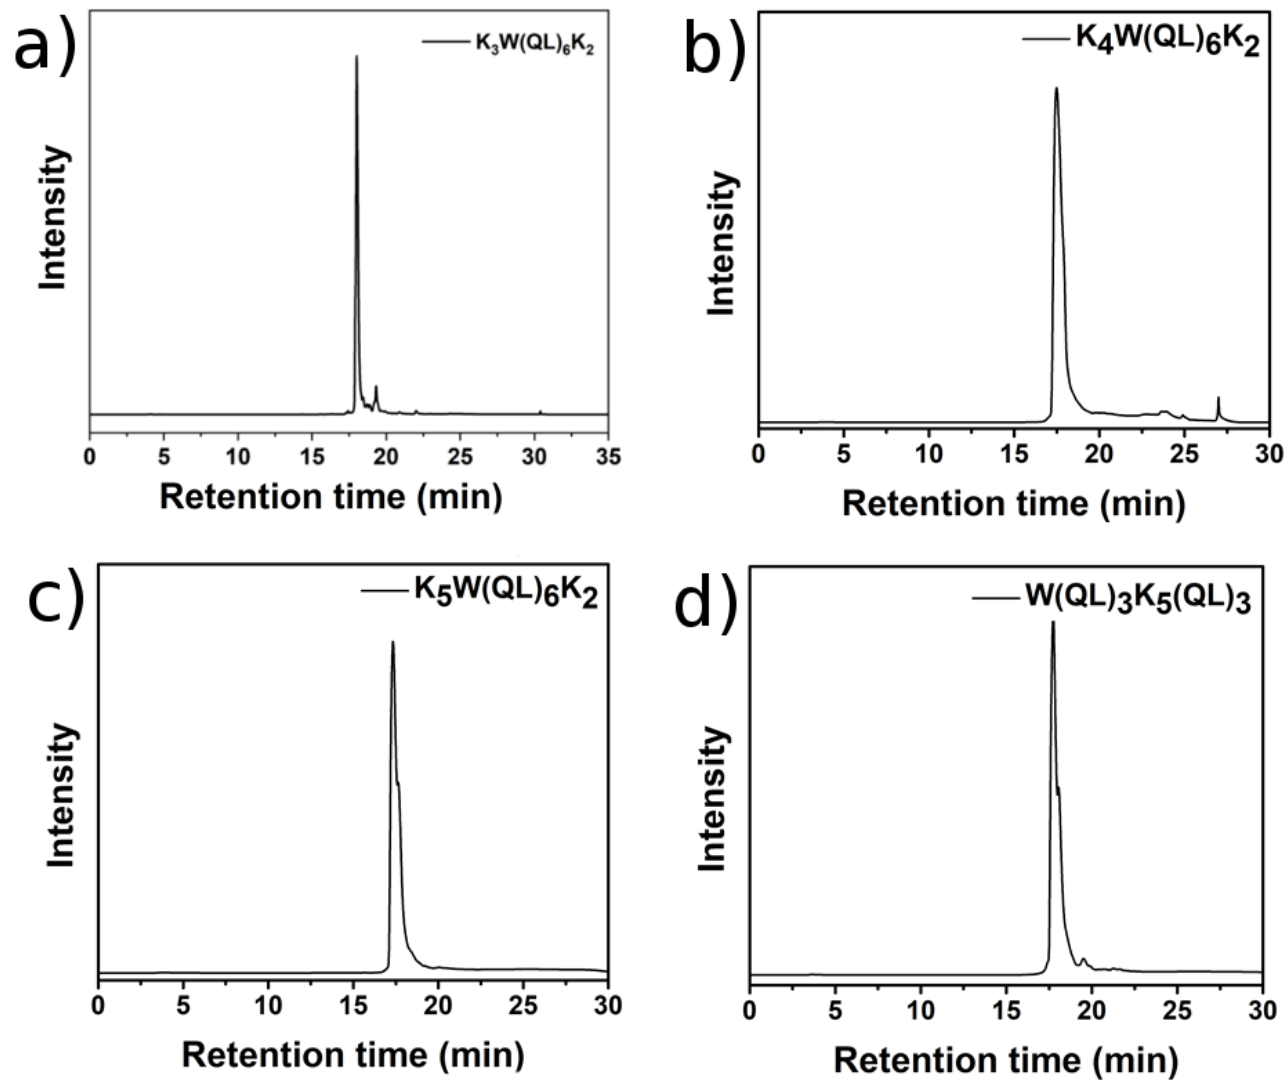 a)
K₃W(QL)₆K₂
Intensity
0 5 10 15 20 25 30 35
Retention time (min)
b)
K₄W(QL)₆K₂
Intensity
0 5 10 15 20 25 30
Retention time (min)
c)
K₅W(QL)₆K₂
Intensity
0 5 10 15 20 25 30
Retention time (min)
d)
W(QL)₃K₅(QL)₃
Intensity
0 5 10 15 20 25 30
Retention time (min)